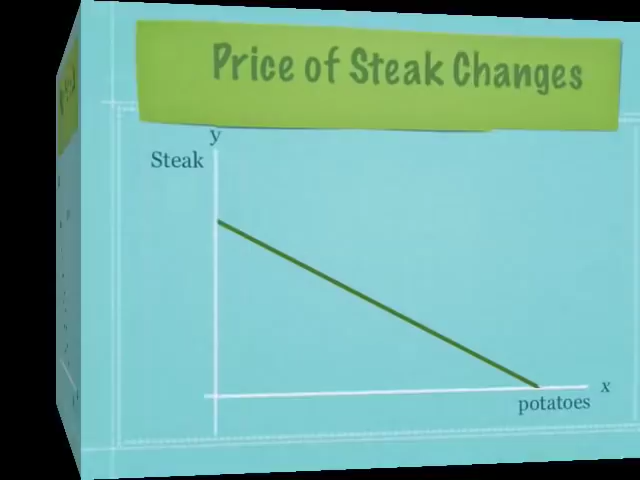 Price of Steak Changes
y
Steak
x
potatoes